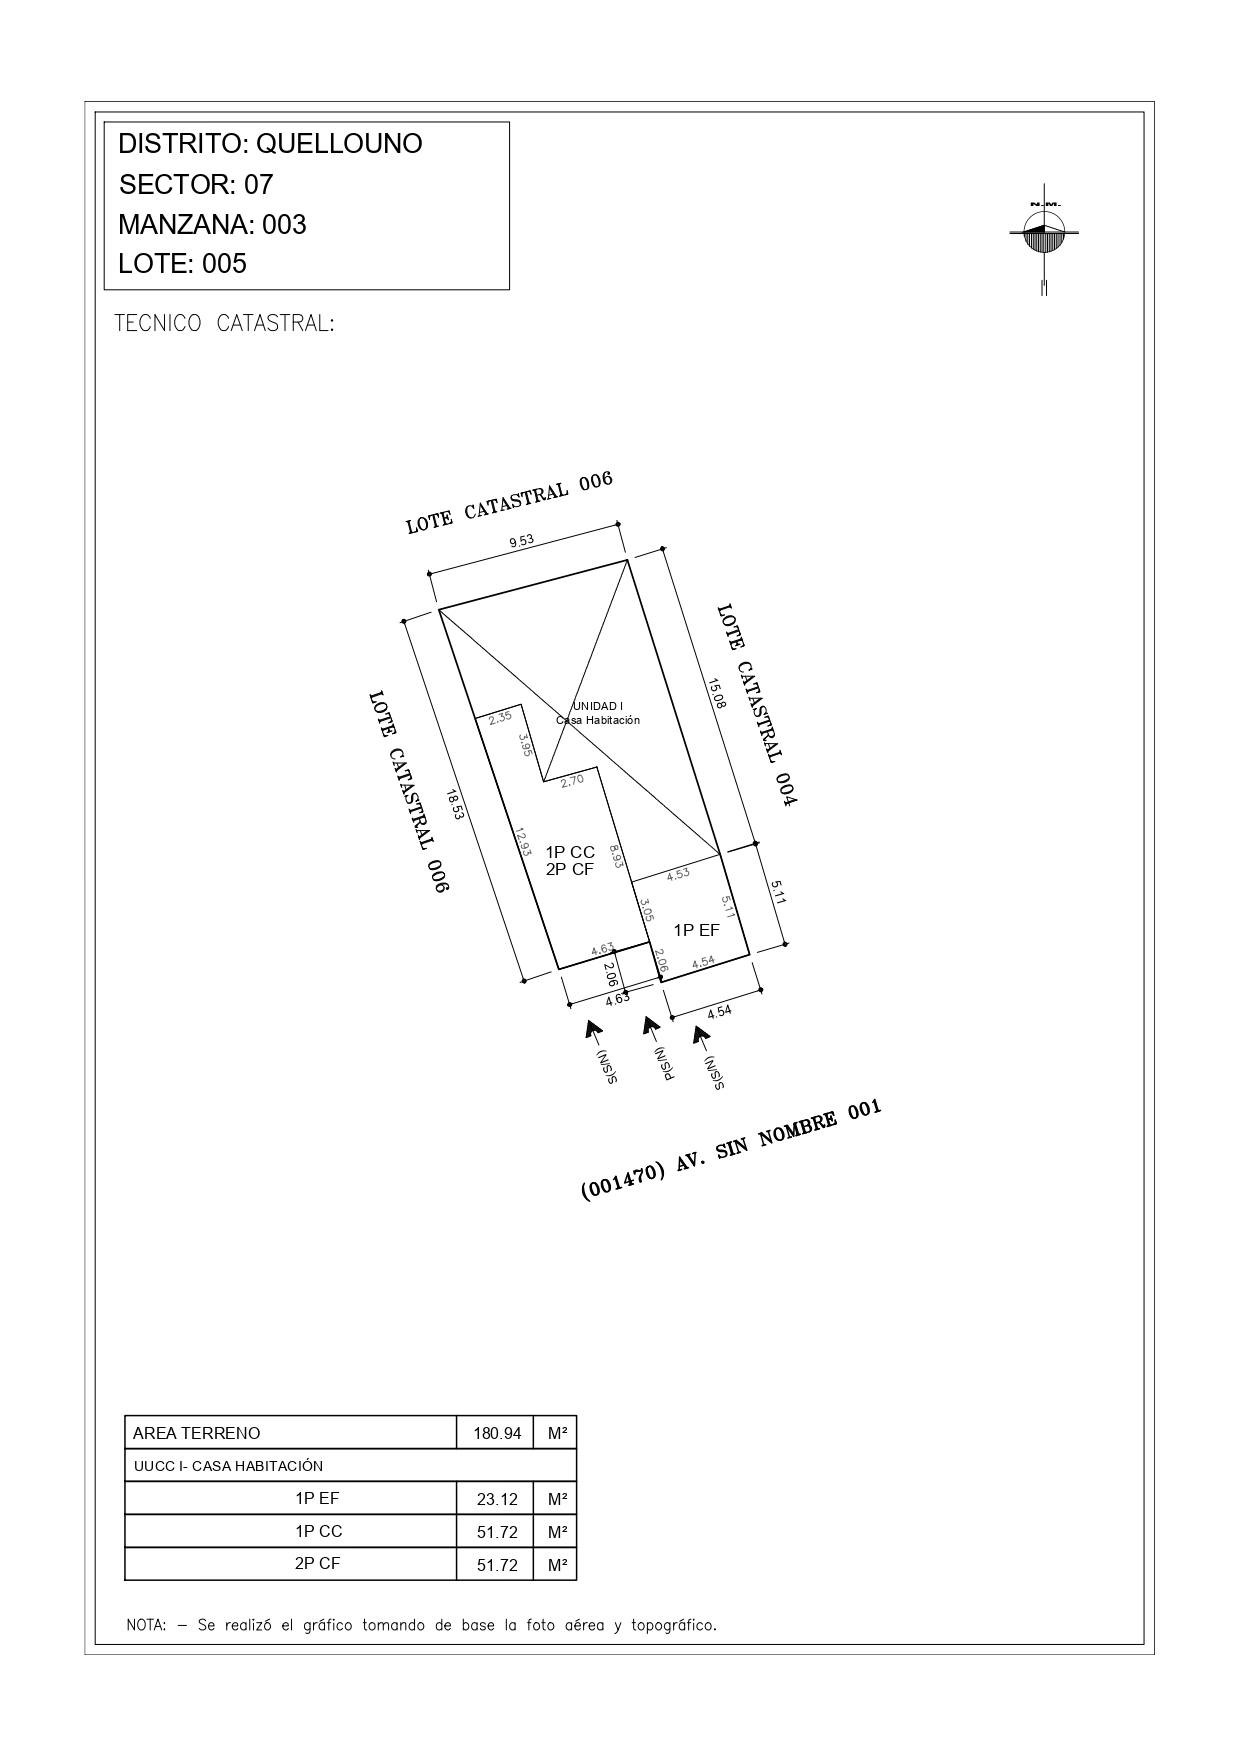 DISTRITO: QUELLOUNO
SECTOR: 07
MANZANA: 003
LOTE: 005
N.M.
TECNICO CATASTRAL:
LOTE CATASTRAL 006
9.53
LOTE CATASTRAL 004
15.08
LOTE CATASTRAL 006
18.53
UNIDAD I
Casa Habitación
2.35
3.95
2.70
12.93
1P CC
2P CF
8.93
4.53
5.11
5.11
3.05
1P EF
4.63
2.06
2.06
4.54
4.63
4.54
S(S/N)
P(S/N)
S(S/N)
(001470) AV. SIN NOMBRE 001
AREA TERRENO 180.94 M²
UUCC I- CASA HABITACIÓN
1P EF 23.12 M²
1P CC 51.72 M²
2P CF 51.72 M²
NOTA: – Se realizó el gráfico tomando de base la foto aérea y topográfico.